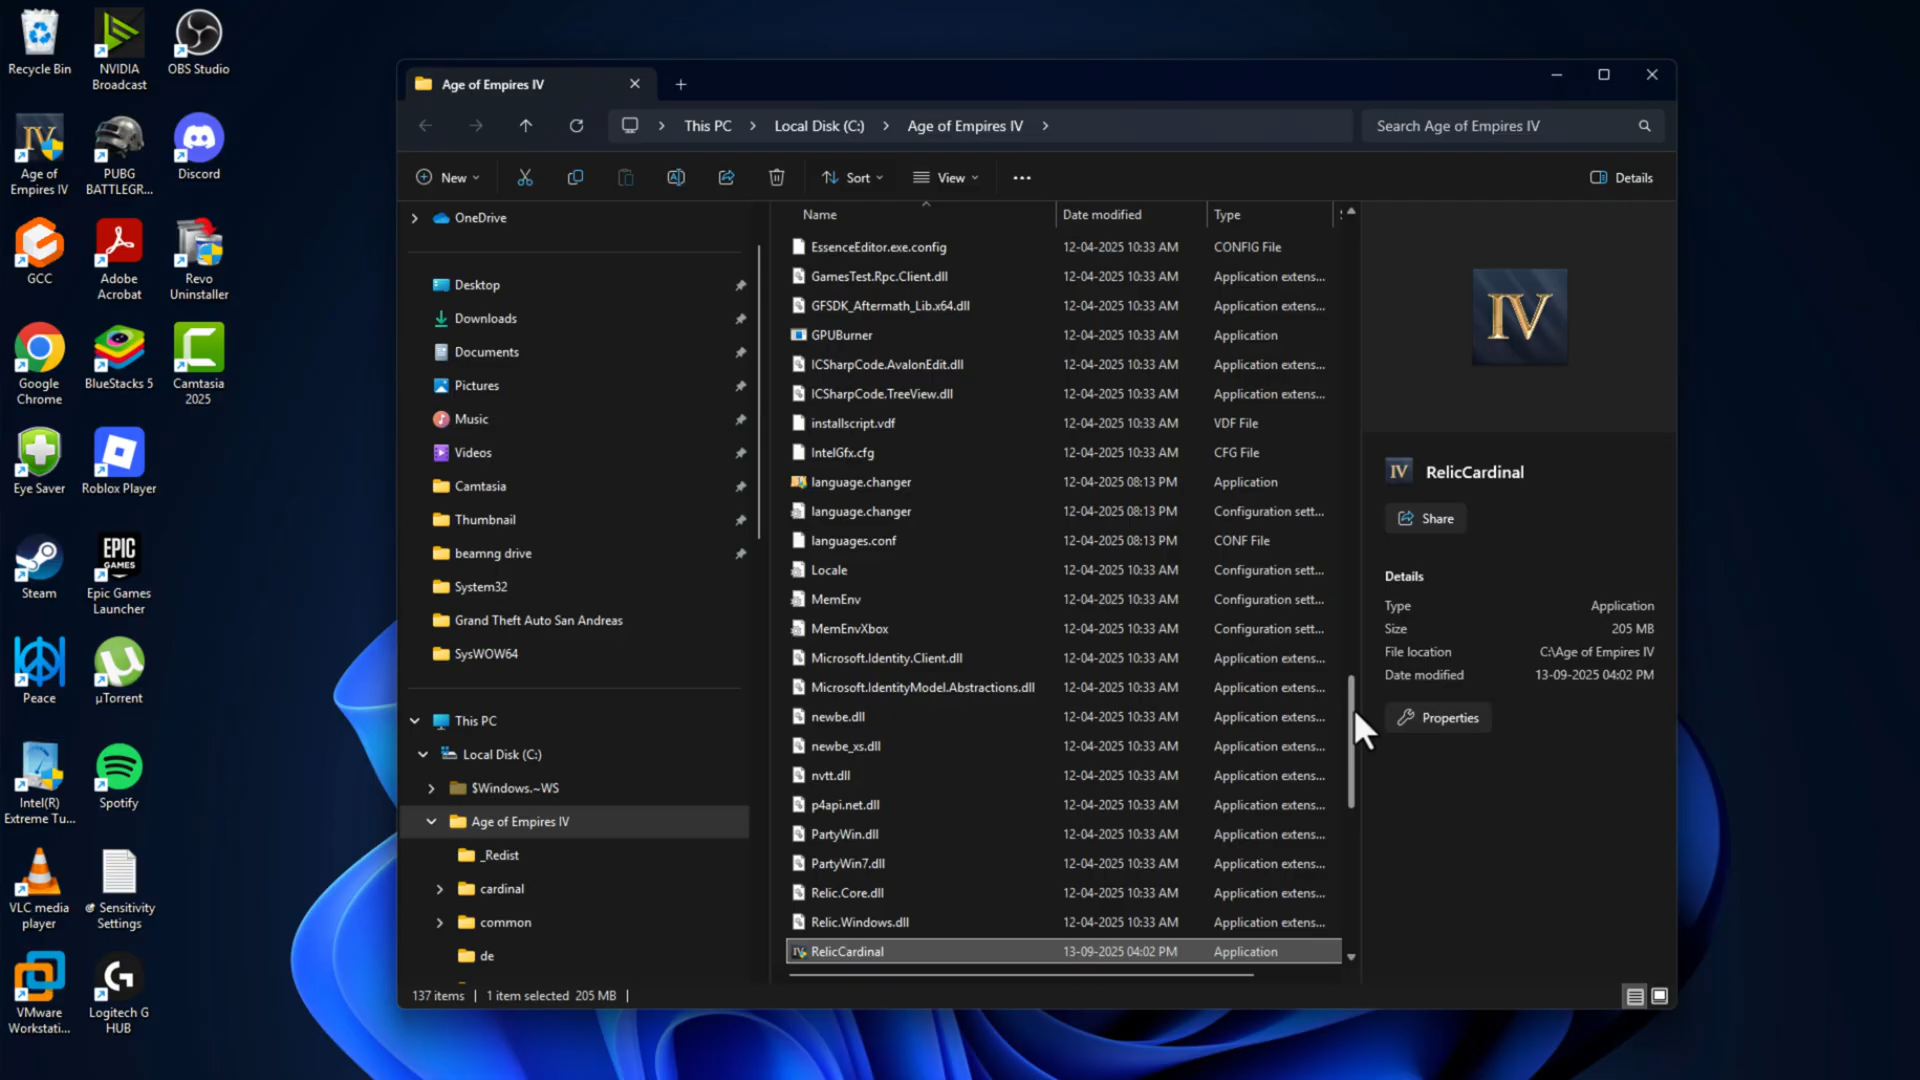 Recycle Bin
NVIDIA
Broadcast
OBS Studio
Age of
Empires IV
PUBG
BATTLEGR...
Discord
GCC
Adobe
Acrobat
Revo
Uninstaller
Google
Chrome
BlueStacks 5
Camtasia
2025
Eye Saver
Roblox Player
Steam
EPIC
GAMES
Epic Games
Launcher
Peace
µTorrent
Intel(R)
Extreme Tu...
Spotify
VLC media
player
Sensitivity
Settings
VMware
Workstati...
Logitech G
HUB
Age of Empires IV
This PC
Local Disk (C:)
Age of Empires IV
Search Age of Empires IV
New
Sort
View
Details
OneDrive
Desktop
Downloads
Documents
Pictures
Music
Videos
Camtasia
Thumbnail
beamng drive
System32
Grand Theft Auto San Andreas
SysWOW64
This PC
Local Disk (C:)
$Windows.~WS
Age of Empires IV
_Redist
cardinal
common
de
Name Date modified Type
EssenceEditor.exe.config 12-04-2025 10:33 AM CONFIG File
GamesTest.Rpc.Client.dll 12-04-2025 10:33 AM Application extens...
GFSDK_Aftermath_Lib.x64.dll 12-04-2025 10:33 AM Application extens...
GPUBurner 12-04-2025 10:33 AM Application
ICSharpCode.AvalonEdit.dll 12-04-2025 10:33 AM Application extens...
ICSharpCode.TreeView.dll 12-04-2025 10:33 AM Application extens...
installscript.vdf 12-04-2025 10:33 AM VDF File
IntelGfx.cfg 12-04-2025 10:33 AM CFG File
language.changer 12-04-2025 08:13 PM Application
language.changer 12-04-2025 08:13 PM Configuration sett...
languages.conf 12-04-2025 08:13 PM CONF File
Locale 12-04-2025 10:33 AM Configuration sett...
MemEnv 12-04-2025 10:33 AM Configuration sett...
MemEnvXbox 12-04-2025 10:33 AM Configuration sett...
Microsoft.Identity.Client.dll 12-04-2025 10:33 AM Application extens...
Microsoft.IdentityModel.Abstractions.dll 12-04-2025 10:33 AM Application extens...
newbe.dll 12-04-2025 10:33 AM Application extens...
newbe_xs.dll 12-04-2025 10:33 AM Application extens...
nvtt.dll 12-04-2025 10:33 AM Application extens...
p4api.net.dll 12-04-2025 10:33 AM Application extens...
PartyWin.dll 12-04-2025 10:33 AM Application extens...
PartyWin7.dll 12-04-2025 10:33 AM Application extens...
Relic.Core.dll 12-04-2025 10:33 AM Application extens...
Relic.Windows.dll 12-04-2025 10:33 AM Application extens...
RelicCardinal 13-09-2025 04:02 PM Application
IV
IV RelicCardinal
Share
Details
Type Application
Size 205 MB
File location C:\Age of Empires IV
Date modified 13-09-2025 04:02 PM
Properties
137 items 1 item selected 205 MB